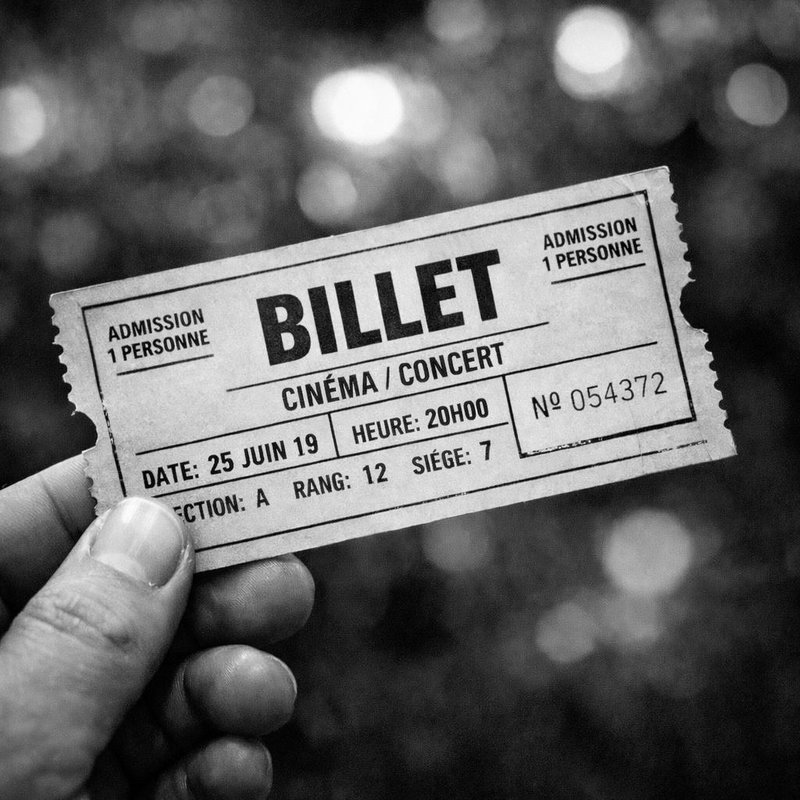 ADMISSION
1 PERSONNE
BILLET
ADMISSION
1 PERSONNE
CINÉMA / CONCERT
DATE: 25 JUIN 19
HEURE: 20H00
Nº 054372
ECTION: A RANG: 12 SIÉGE: 7